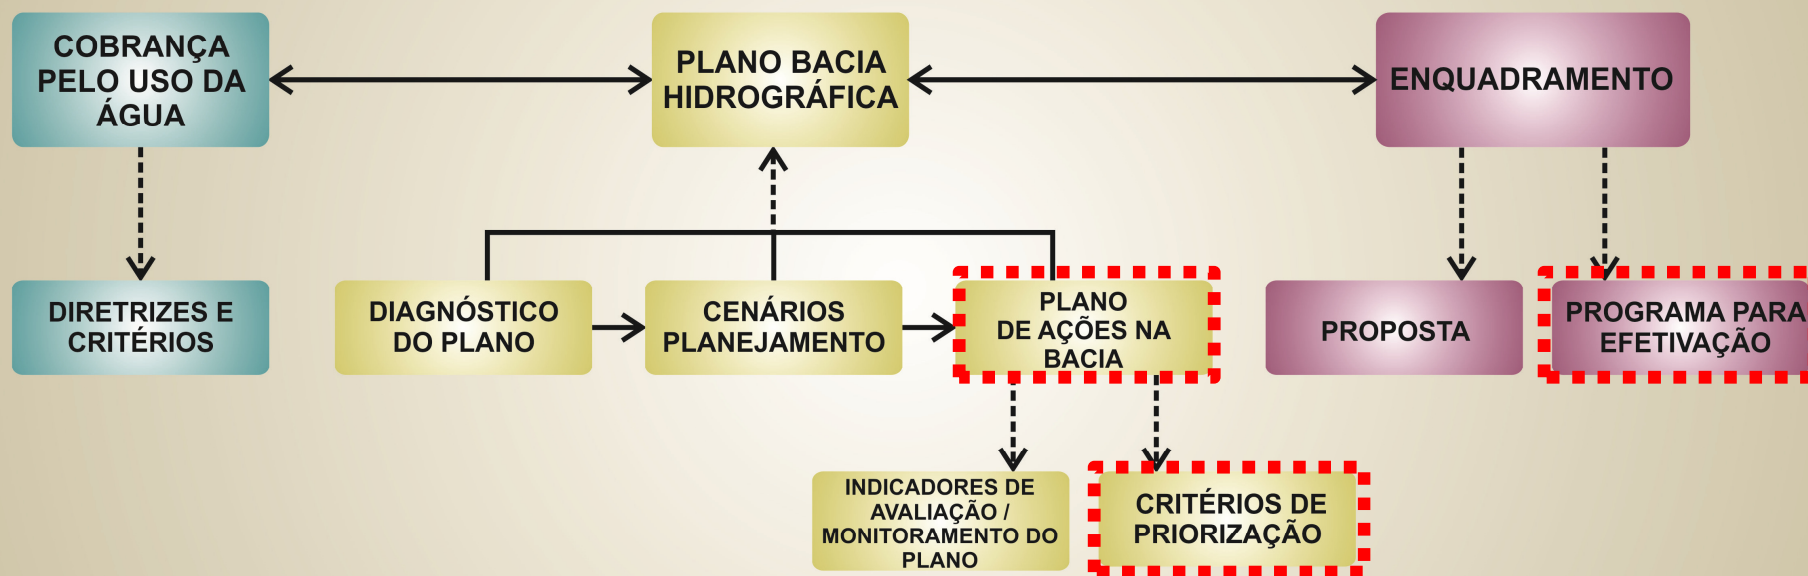 COBRANÇA
PELO USO DA
ÁGUA
PLANO BACIA
HIDROGRÁFICA
ENQUADRAMENTO
DIRETRIZES E
CRITÉRIOS
DIAGNÓSTICO
DO PLANO
CENÁRIOS
PLANEJAMENTO
PLANO
DE AÇÕES NA
BACIA
PROPOSTA
PROGRAMA PARA
EFETIVAÇÃO
INDICADORES DE
AVALIAÇÃO /
MONITORAMENTO DO
PLANO
CRITÉRIOS DE
PRIORIZAÇÃO